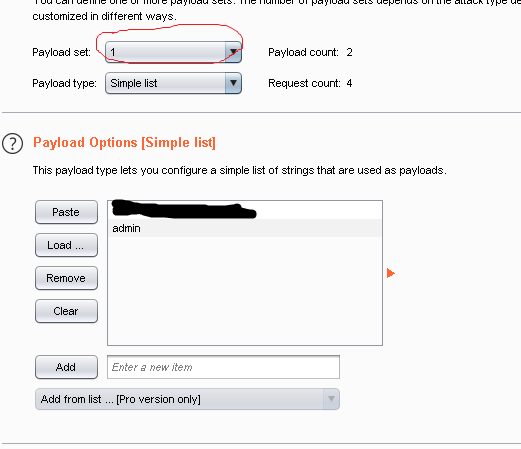 You can define one or more payload sets. The number of payload sets depends on the attack type de
customized in different ways.
Payload set: 1 Payload count: 2
Payload type: Simple list Request count: 4
? Payload Options [Simple list]
This payload type lets you configure a simple list of strings that are used as payloads.
Paste
admin
Load ...
Remove
Clear
Add Enter a new item
Add from list ... [Pro version only]